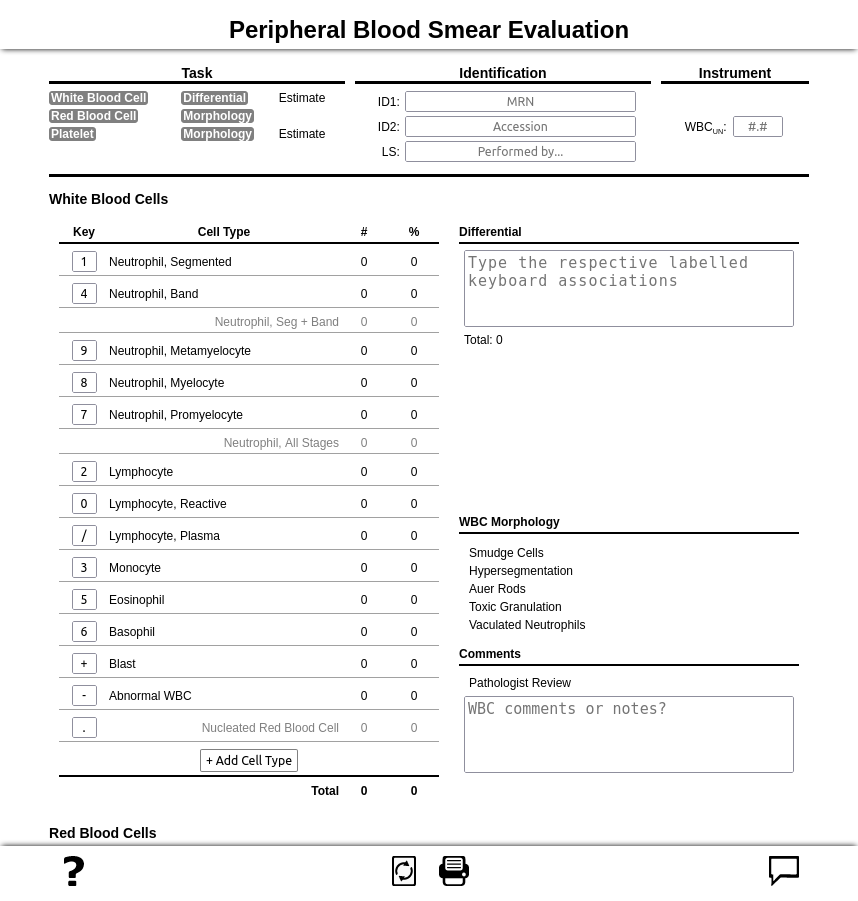 Peripheral Blood Smear Evaluation
Task
Identification
Instrument
White Blood Cell Differential Estimate
Red Blood Cell Morphology
Platelet Morphology Estimate
ID1: MRN
ID2: Accession
LS: Performed by...
WBCUN: #.#
White Blood Cells
Key Cell Type # %
1 Neutrophil, Segmented 0 0
4 Neutrophil, Band 0 0
Neutrophil, Seg + Band 0 0
9 Neutrophil, Metamyelocyte 0 0
8 Neutrophil, Myelocyte 0 0
7 Neutrophil, Promyelocyte 0 0
Neutrophil, All Stages 0 0
2 Lymphocyte 0 0
0 Lymphocyte, Reactive 0 0
/ Lymphocyte, Plasma 0 0
3 Monocyte 0 0
5 Eosinophil 0 0
6 Basophil 0 0
+ Blast 0 0
- Abnormal WBC 0 0
. Nucleated Red Blood Cell 0 0
+ Add Cell Type
Total 0 0
Differential
Type the respective labelled
keyboard associations
Total: 0
WBC Morphology
Smudge Cells
Hypersegmentation
Auer Rods
Toxic Granulation
Vaculated Neutrophils
Comments
Pathologist Review
WBC comments or notes?
Red Blood Cells
?